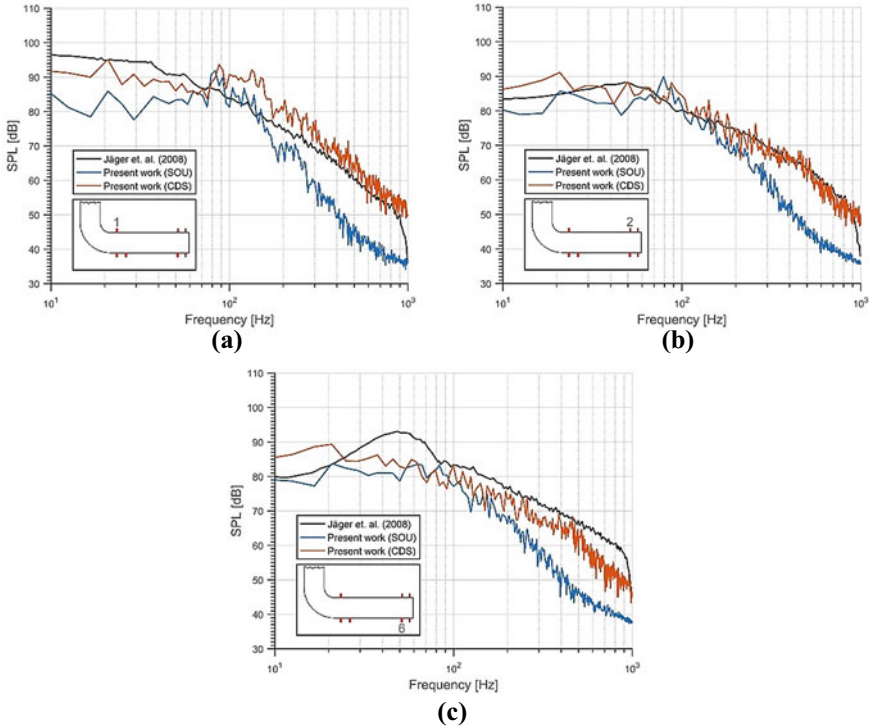 110
100
90
80
70
60
50
40
30
SPL [dB]
Jäger et. al. (2008)
Present work (SOU)
Present work (CDS)
1
10¹ 10² 10³
Frequency [Hz]
(a)
110
100
90
80
70
60
50
40
30
SPL [dB]
Jäger et. al. (2008)
Present work (SOU)
Present work (CDS)
2
10¹ 10² 10³
Frequency [Hz]
(b)
110
100
90
80
70
60
50
40
30
SPL [dB]
Jäger et. al. (2008)
Present work (SOU)
Present work (CDS)
6
10¹ 10² 10³
Frequency [Hz]
(c)